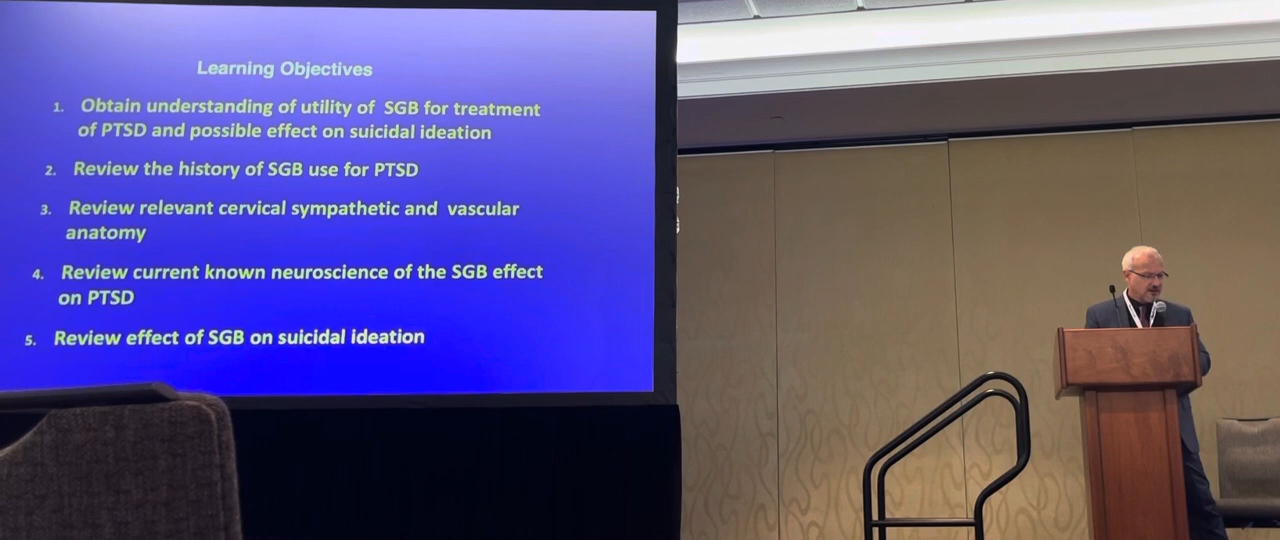 Learning Objectives
1. Obtain understanding of utility of SGB for treatment
of PTSD and possible effect on suicidal ideation
2. Review the history of SGB use for PTSD
3. Review relevant cervical sympathetic and vascular
anatomy
4. Review current known neuroscience of the SGB effect
on PTSD
5. Review effect of SGB on suicidal ideation